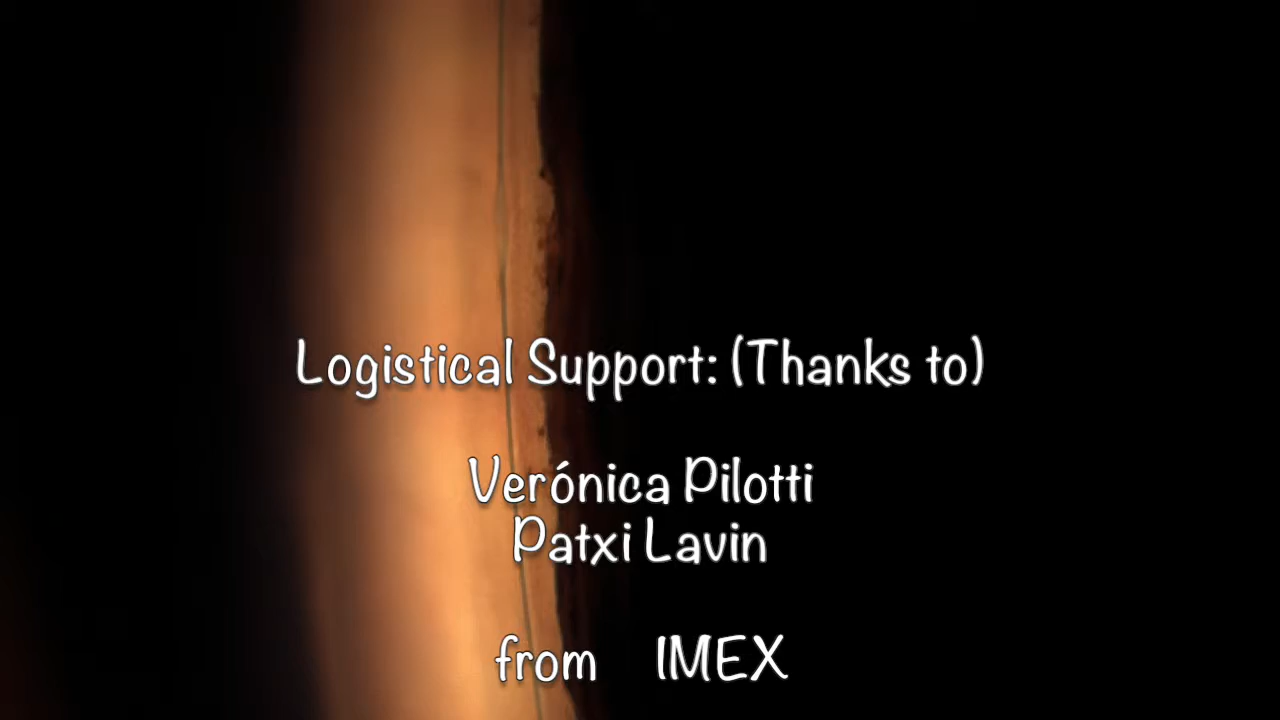 Logistical Support: (Thanks to)
Verónica Pilotti
Patxi Lavin
from IMEX